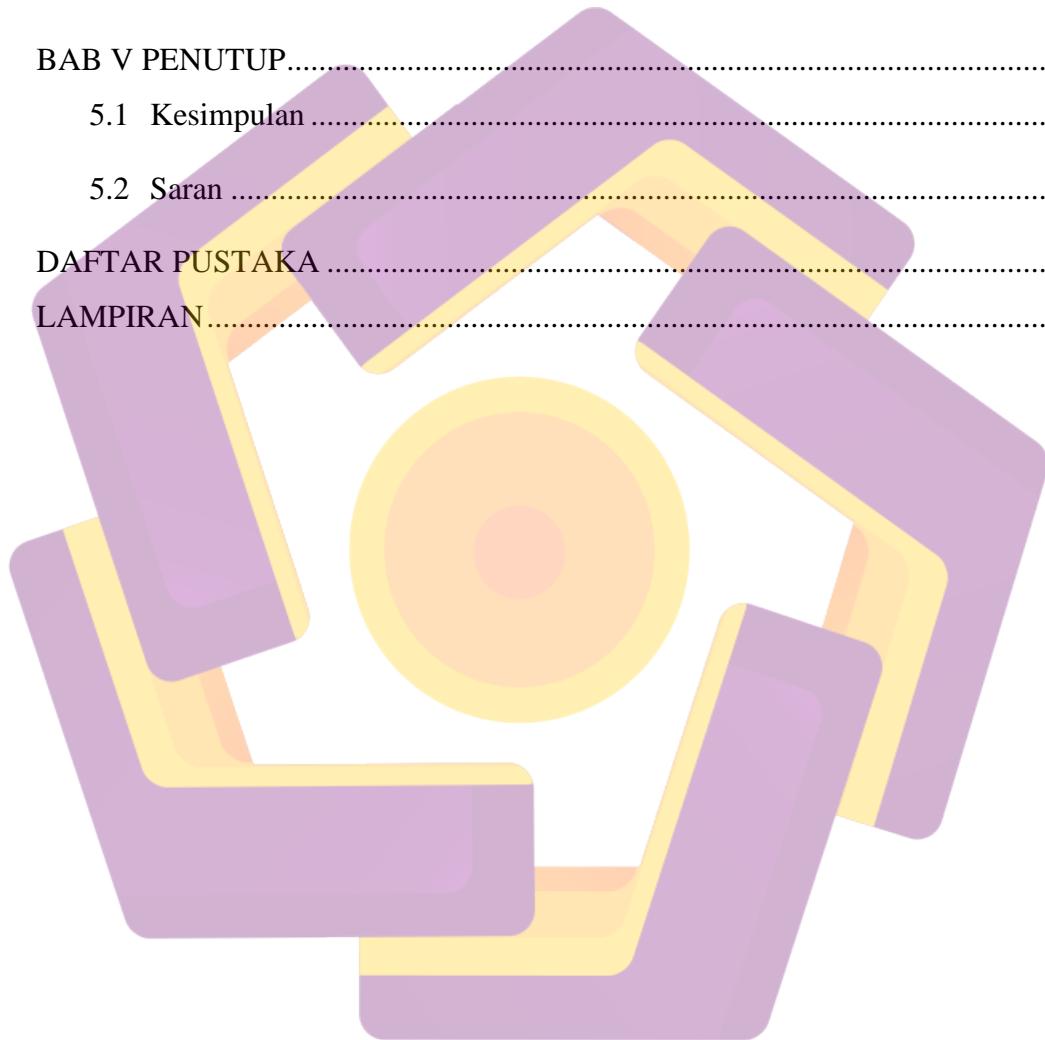 BAB V PENUTUP..........................................................................................
5.1 Kesimpulan ..........................................................................................
5.2 Saran ..........................................................................................
DAFTAR PUSTAKA ..........................................................................................
LAMPIRAN..........................................................................................